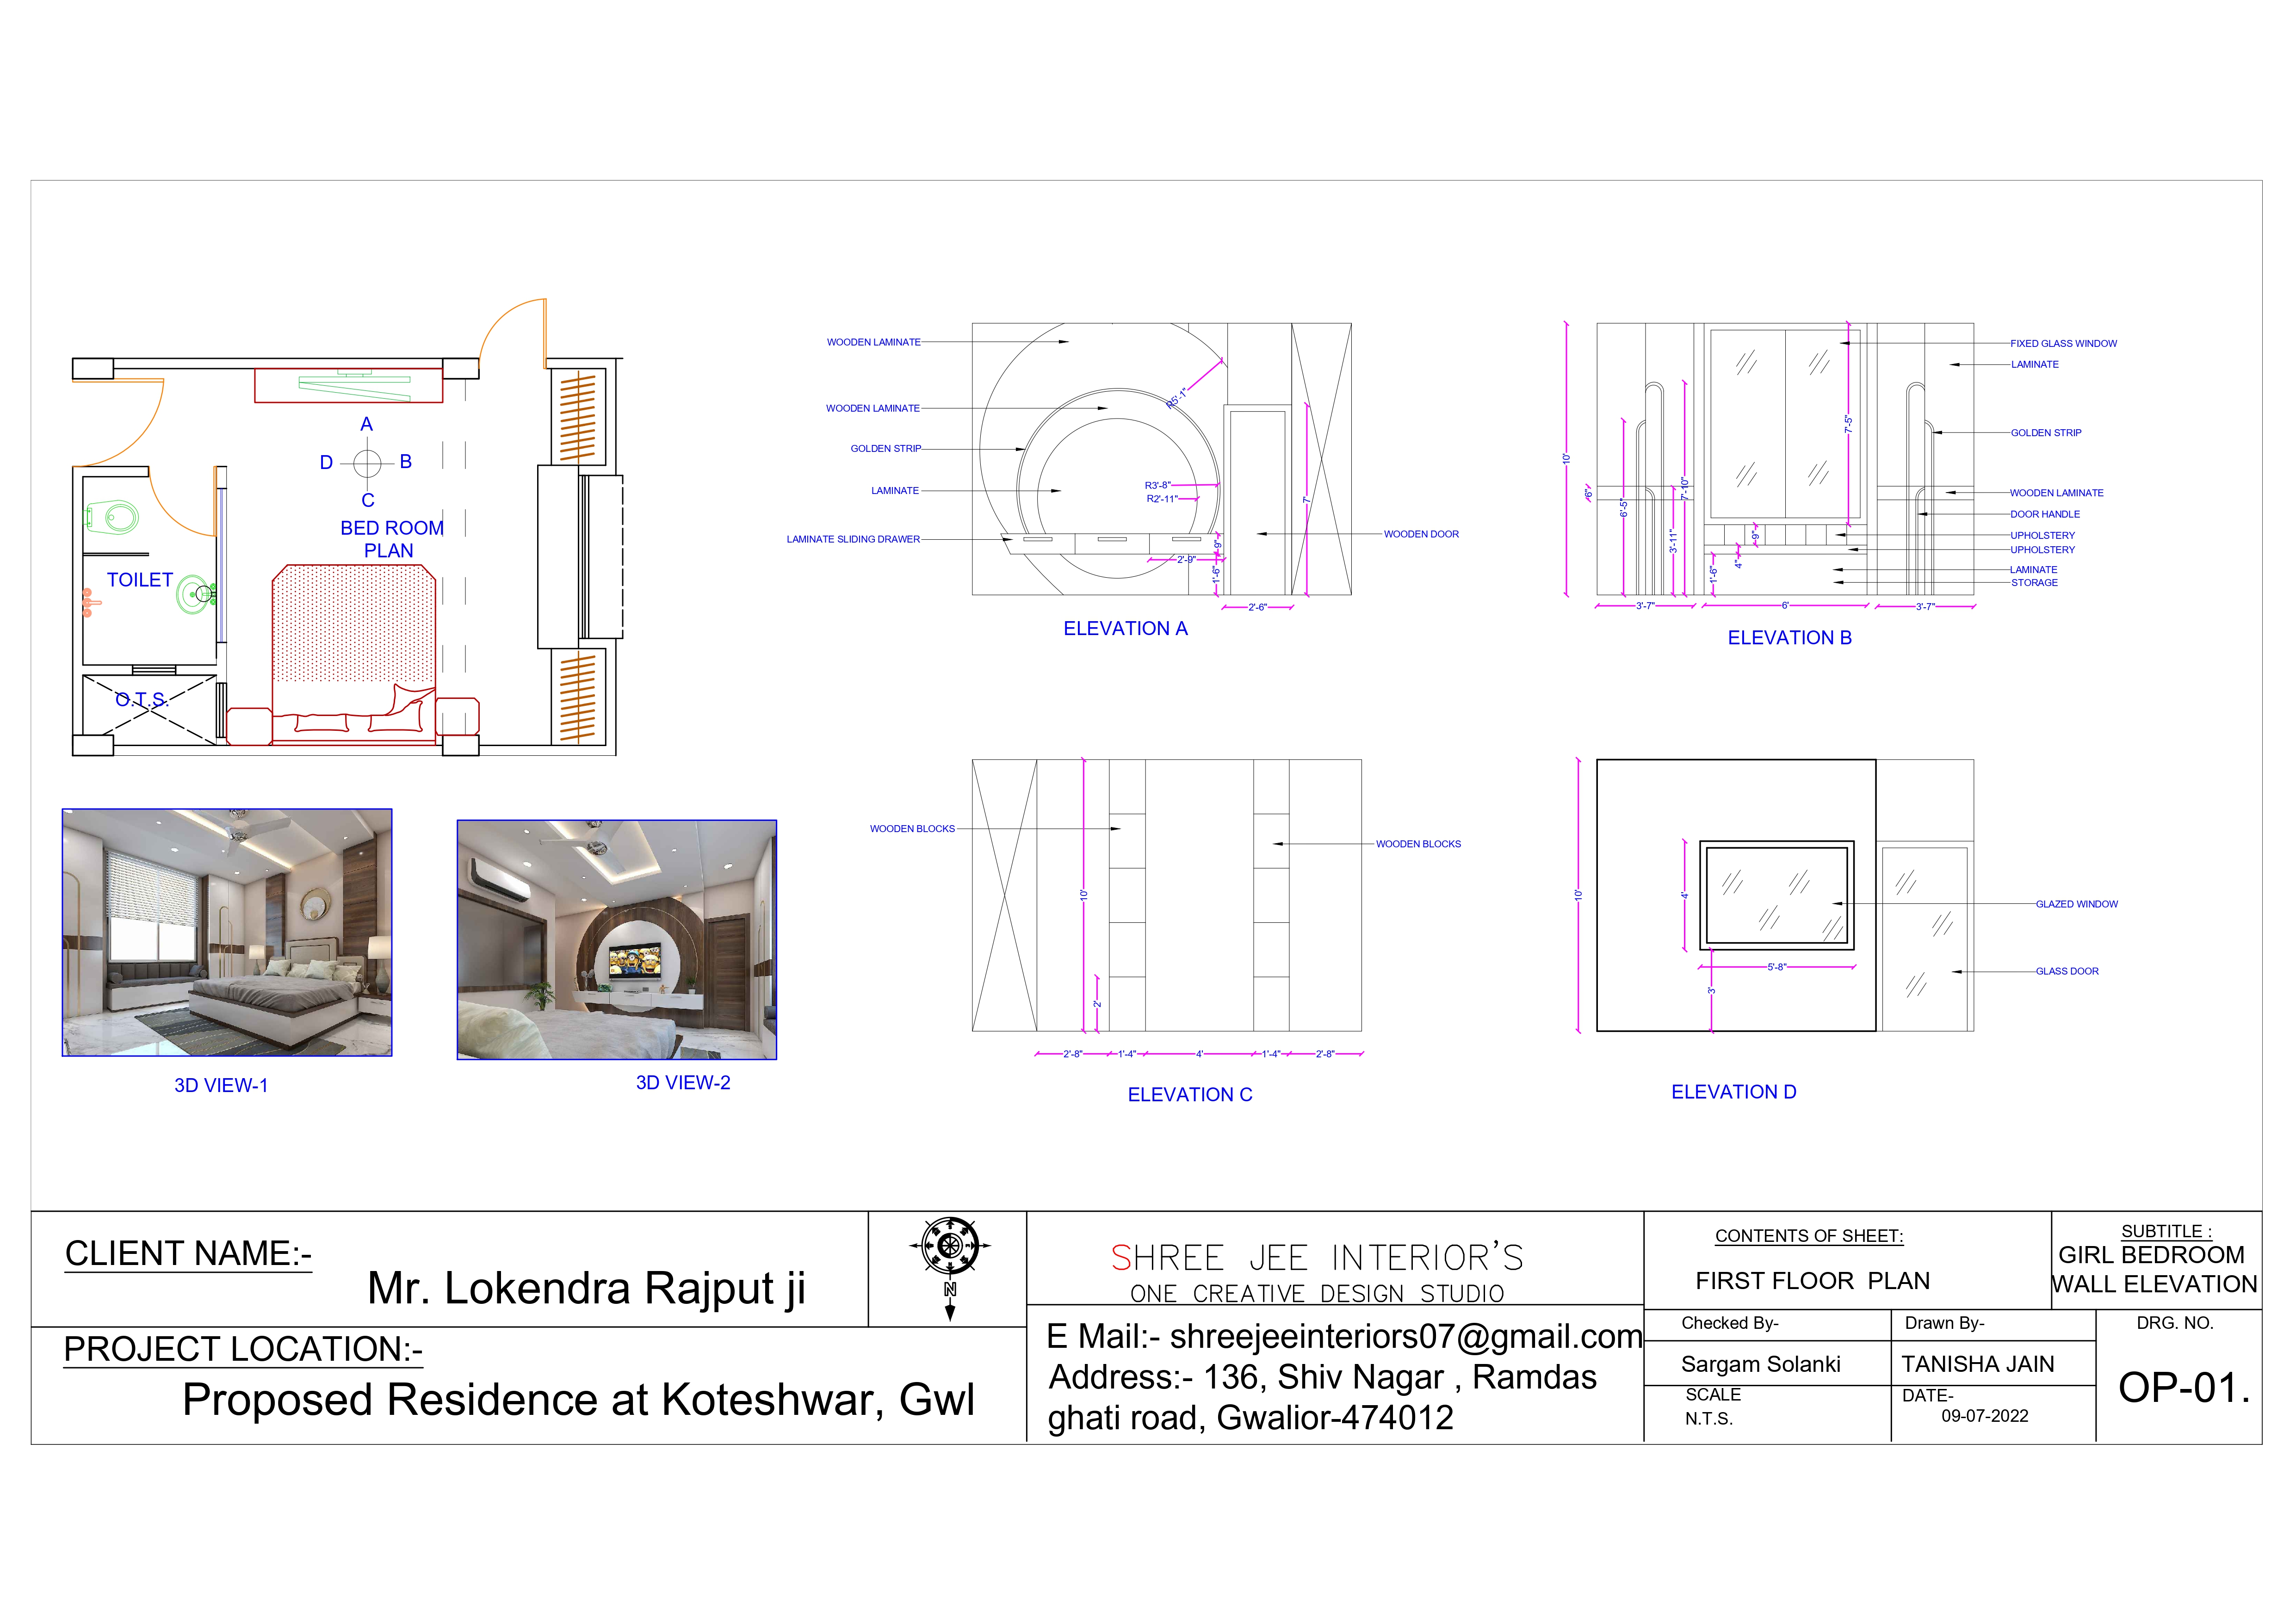 A
D
B
C
BED ROOM
PLAN
TOILET
O.T.S.
3D VIEW-1
3D VIEW-2
WOODEN LAMINATE
WOODEN LAMINATE
GOLDEN STRIP
LAMINATE
LAMINATE SLIDING DRAWER
R5'-1"
R3'-8"
R2'-11"
9"
2'-9"
1'-6"
7'
WOODEN DOOR
2'-6"
ELEVATION A
10'
6"
6'-5"
3'-11"
7'-10"
7'-5"
9"
4"
1'-6"
FIXED GLASS WINDOW
LAMINATE
GOLDEN STRIP
WOODEN LAMINATE
DOOR HANDLE
UPHOLSTERY
UPHOLSTERY
LAMINATE
STORAGE
3'-7"
6'
3'-7"
ELEVATION B
WOODEN BLOCKS
WOODEN BLOCKS
10'
2'
2'-8"
1'-4"
4'
1'-4"
2'-8"
ELEVATION C
10'
4'
5'-8"
3'
GLAZED WINDOW
GLASS DOOR
ELEVATION D
CLIENT NAME:-
Mr. Lokendra Rajput ji
PROJECT LOCATION:-
Proposed Residence at Koteshwar, Gwl
N
SHREE JEE INTERIOR'S
ONE CREATIVE DESIGN STUDIO
E Mail:- shreejeeinteriors07@gmail.com
Address:- 136, Shiv Nagar , Ramdas
ghati road, Gwalior-474012
CONTENTS OF SHEET:
FIRST FLOOR PLAN
SUBTITLE :
GIRL BEDROOM
WALL ELEVATION
Checked By-
Sargam Solanki
Drawn By-
TANISHA JAIN
SCALE
N.T.S.
DATE-
09-07-2022
DRG. NO.
OP-01.